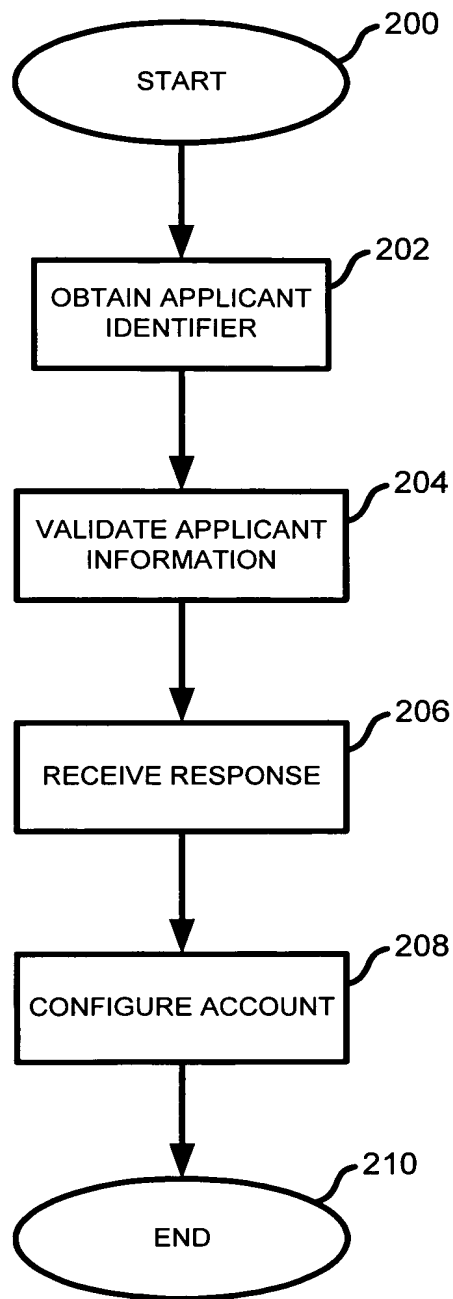 200
START
202
OBTAIN APPLICANT
IDENTIFIER
204
VALIDATE APPLICANT
INFORMATION
206
RECEIVE RESPONSE
208
CONFIGURE ACCOUNT
210
END